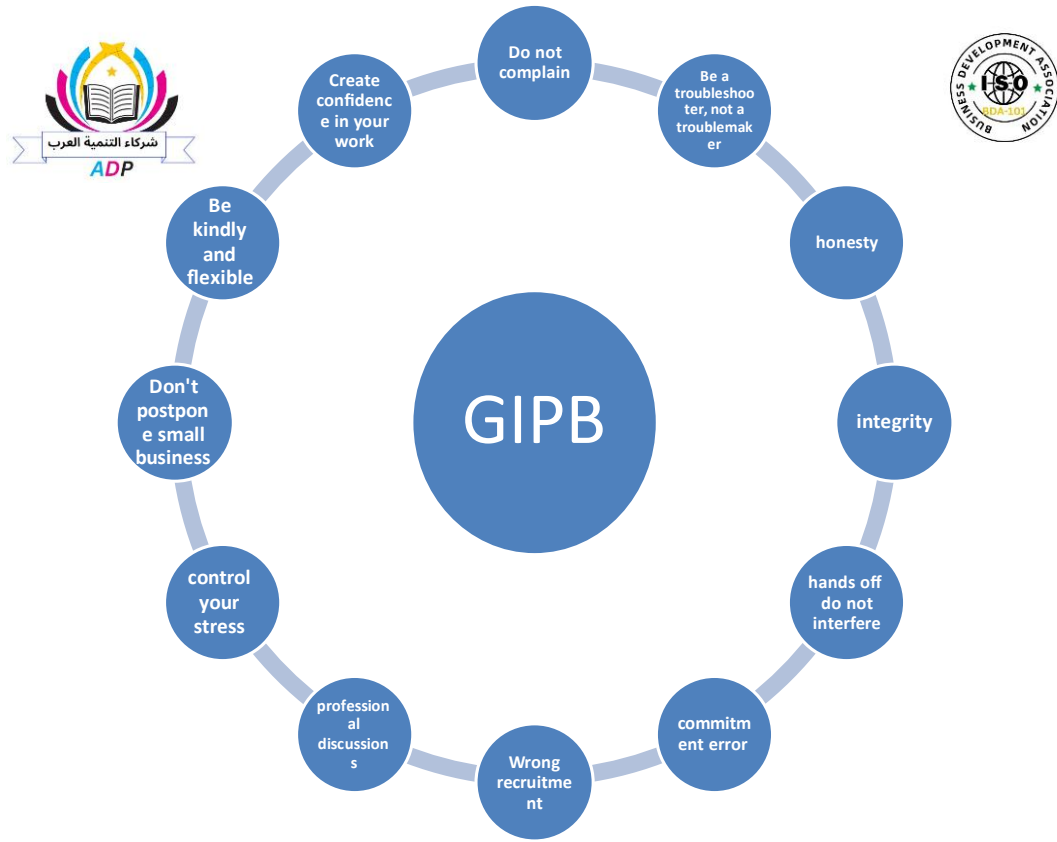 شركاء التنمية العرب
ADP
BUSINESS DEVELOPMENT ASSOCIATION
ISO
BDA-101
Do not
complain
Be a
troubleshoo
ter, not a
troublemak
er
honesty
integrity
hands off
do not
interfere
commitm
ent error
Wrong
recruitme
nt
profession
al
discussion
s
control
your
stress
Don't
postpon
e small
business
Be
kindly
and
flexible
Create
confidenc
e in your
work
GIPB